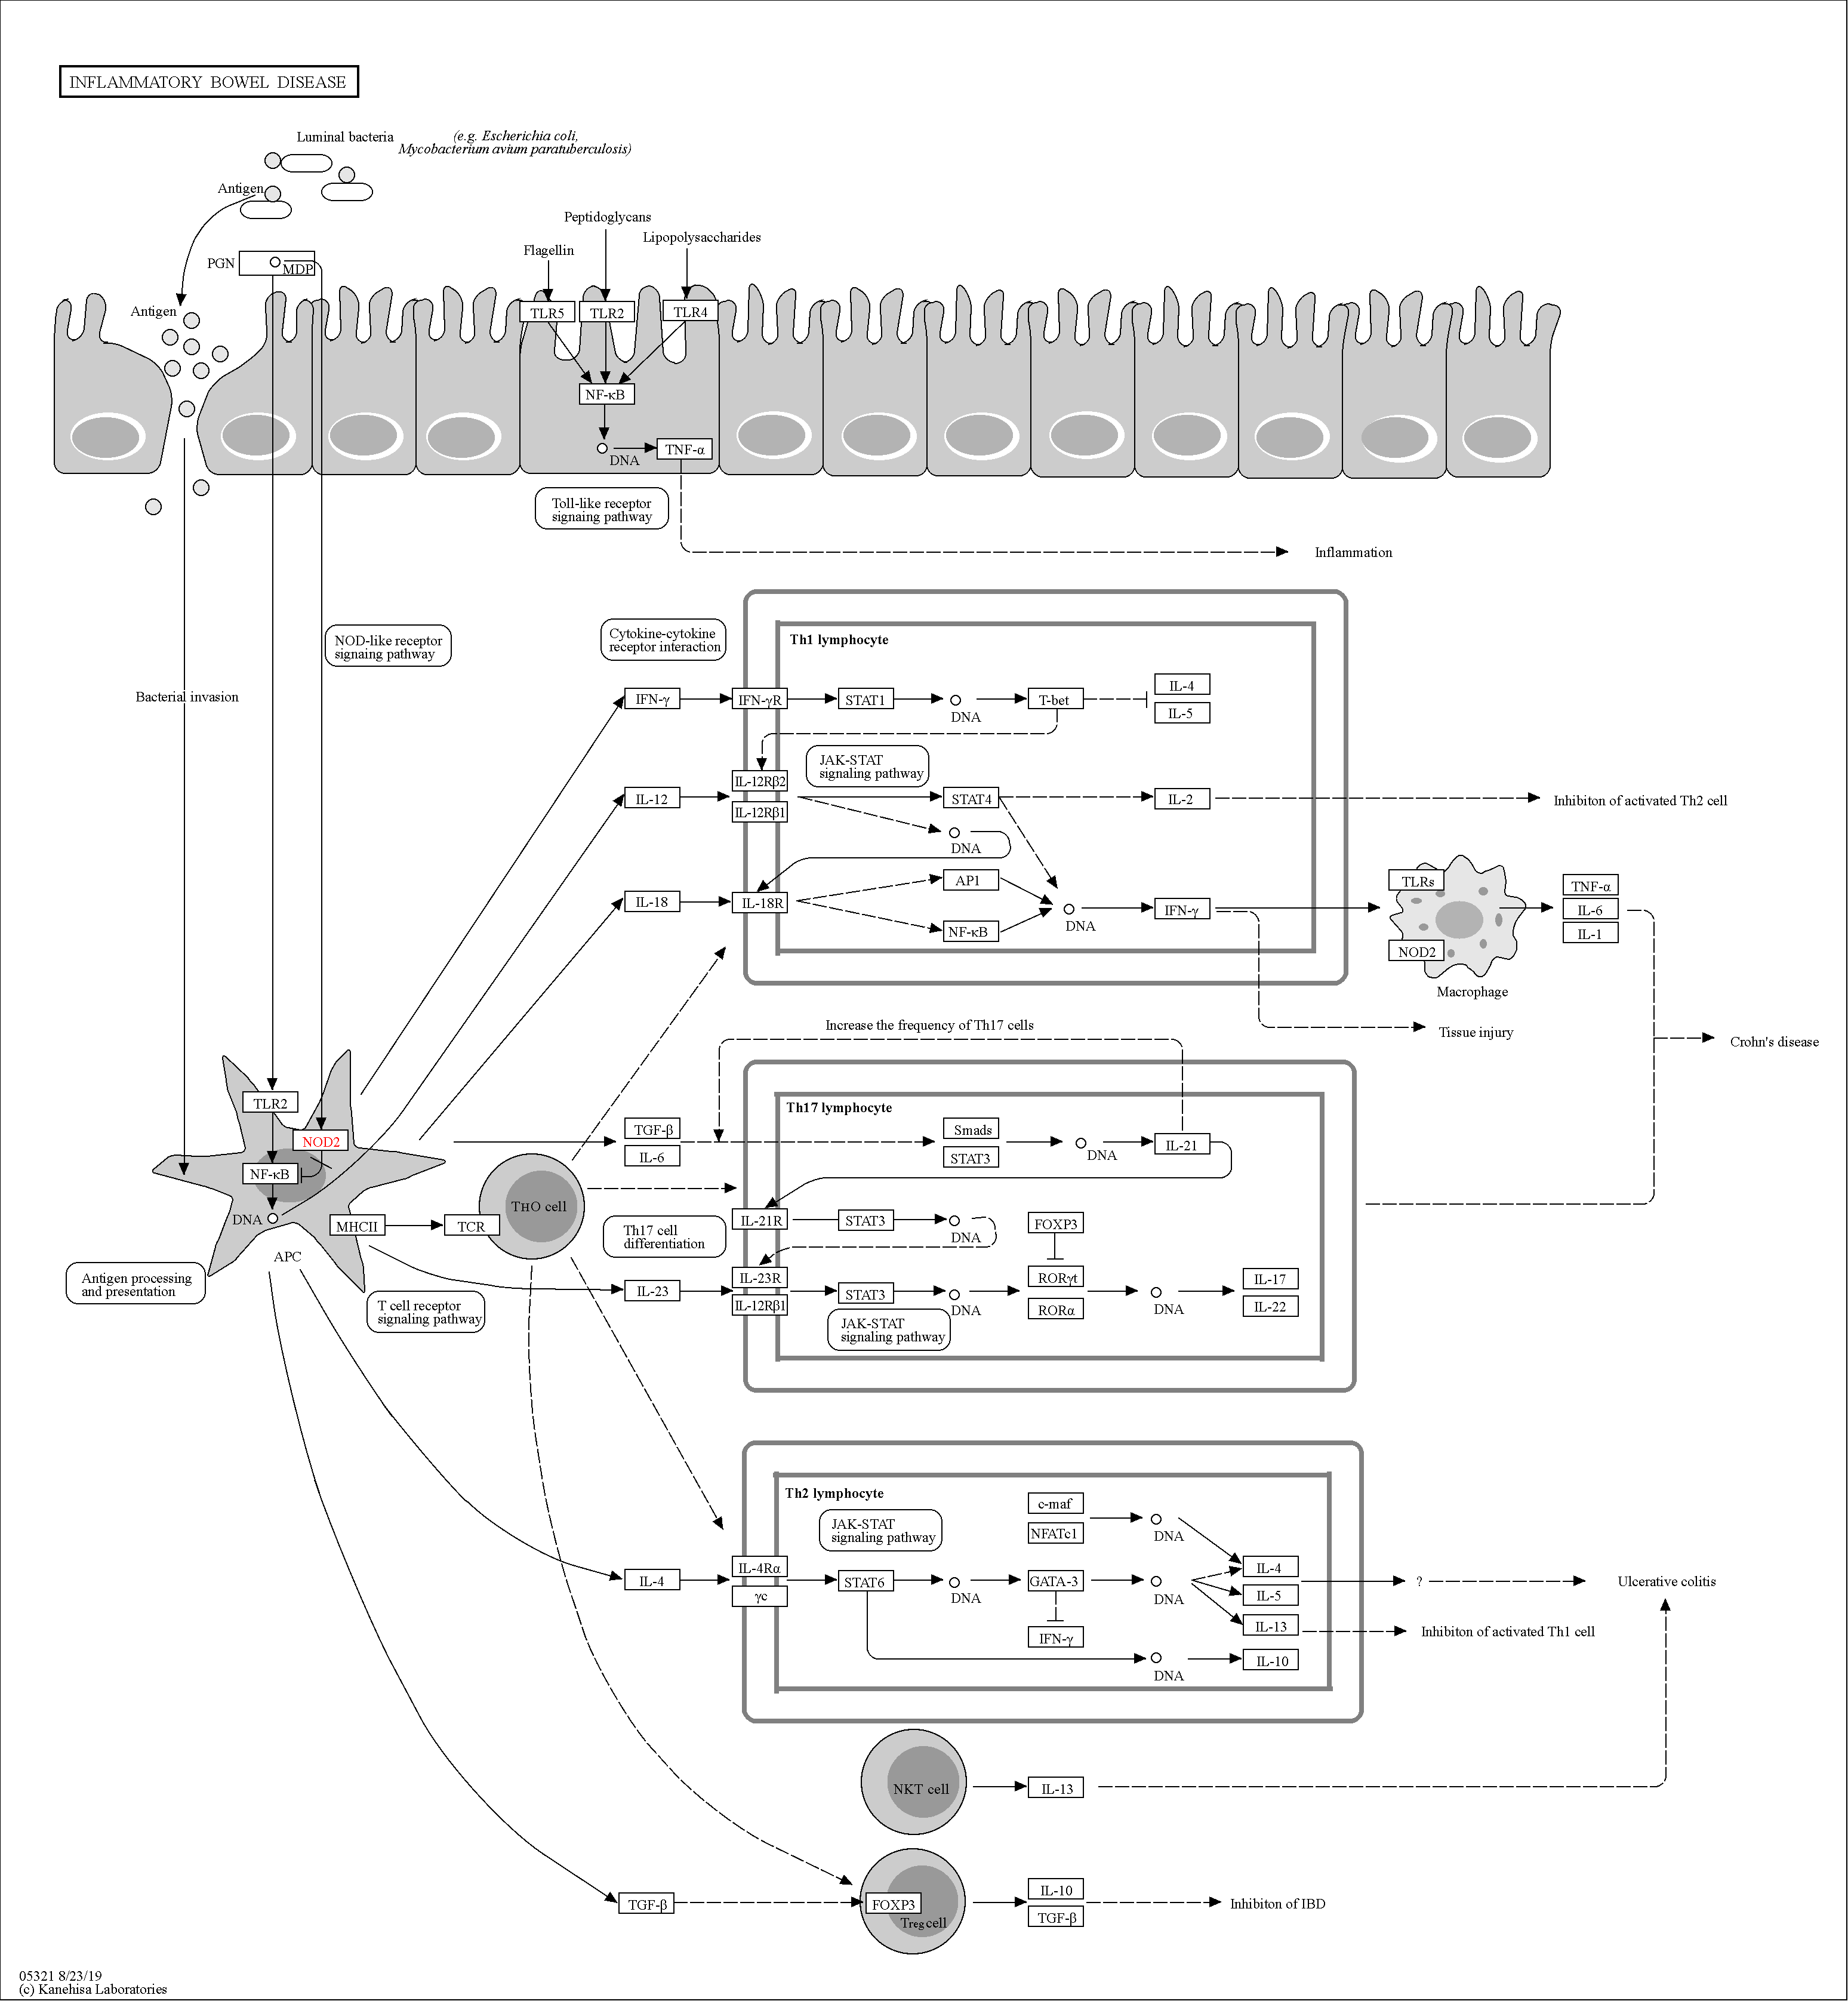 INFLAMMATORY BOWEL DISEASE
Luminal bacteria
(e.g. Escherichia coli,
Mycobacterium avium paratuberculosis)
Antigen
Peptidoglycans
Flagellin
Lipopolysaccharides
PGN
MDP
Antigen
TLR5
TLR2
TLR4
NF-κB
DNA
TNF-α
Toll-like receptor
signaing pathway
Inflammation
NOD-like receptor
signaing pathway
Cytokine-cytokine
receptor interaction
Bacterial invasion
Th1 lymphocyte
IFN-γ
IFN-γR
STAT1
DNA
T-bet
IL-4
IL-5
JAK-STAT
signaling pathway
IL-12
IL-12Rβ2
IL-12Rβ1
STAT4
IL-2
Inhibiton of activated Th2 cell
DNA
IL-18
IL-18R
AP1
NF-κB
DNA
IFN-γ
TLRs
NOD2
Macrophage
TNF-α
IL-6
IL-1
Tissue injury
Crohn's disease
Increase the frequency of Th17 cells
TLR2
NOD2
NF-κB
DNA
MHCII
TCR
APC
TH0 cell
Antigen processing
and presentation
T cell receptor
signaling pathway
Th17 lymphocyte
TGF-β
IL-6
Smads
STAT3
DNA
IL-21
Th17 cell
differentiation
IL-21R
STAT3
DNA
FOXP3
IL-23
IL-23R
IL-12Rβ1
STAT3
DNA
RORγt
RORα
DNA
IL-17
IL-22
JAK-STAT
signaling pathway
Th2 lymphocyte
JAK-STAT
signaling pathway
c-maf
NFATc1
DNA
IL-4
IL-4Rα
γc
STAT6
DNA
GATA-3
IFN-γ
DNA
IL-4
IL-5
IL-13
?
Ulcerative colitis
Inhibiton of activated Th1 cell
DNA
IL-10
NKT cell
IL-13
TGF-β
FOXP3
Treg cell
IL-10
TGF-β
Inhibiton of IBD
05321 8/23/19
(c) Kanehisa Laboratories